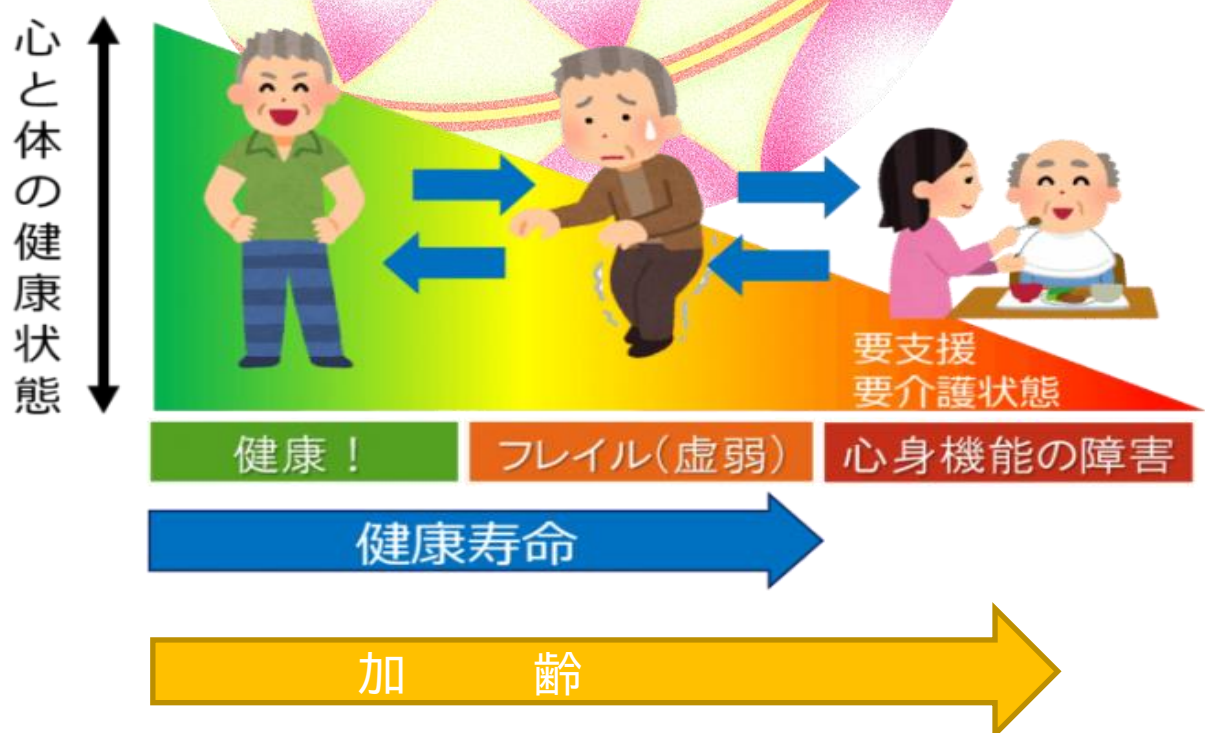 心と体の健康状態
要支援
要介護状態
健康！
フレイル（虚弱）
心身機能の障害
健康寿命
加齢